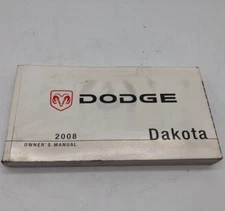 DODGE
2008
OWNER'S MANUAL
Dakota